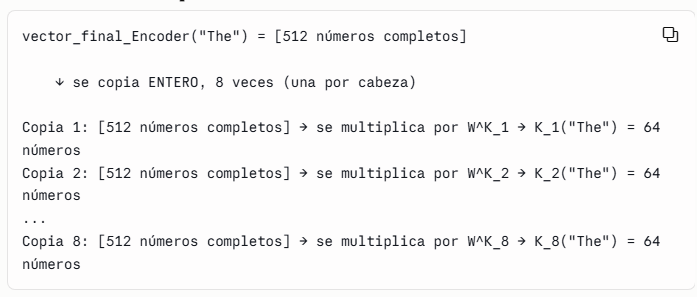 vector_final_Encoder("The") = [512 números completos]
↓ se copia ENTERO, 8 veces (una por cabeza)
Copia 1: [512 números completos] → se multiplica por W^K_1 → K_1("The") = 64
números
Copia 2: [512 números completos] → se multiplica por W^K_2 → K_2("The") = 64
números
...
Copia 8: [512 números completos] → se multiplica por W^K_8 → K_8("The") = 64
números